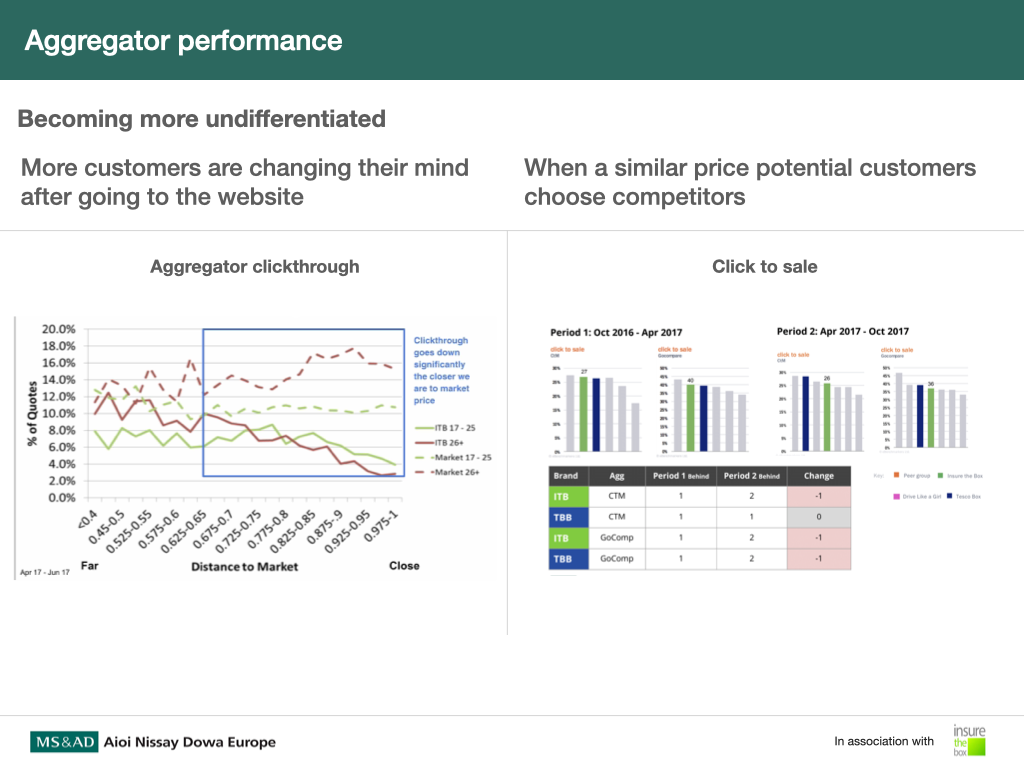 Aggregator performance
Becoming more undifferentiated
More customers are changing their mind
after going to the website
When a similar price potential customers
choose competitors
Aggregator clickthrough
20.0%
18.0%
16.0%
14.0%
12.0%
10.0%
8.0%
6.0%
4.0%
2.0%
0.0%
% of Quotes
<0.4
0.45-0.5
0.525-0.55
0.575-0.6
0.625-0.65
0.675-0.7
0.725-0.75
0.775-0.8
0.825-0.85
0.875-.9
0.925-0.95
0.975-1
Far
Distance to Market
Close
Apr 17 - Jun 17
Clickthrough
goes down
significantly
the closer we
are to market
price
ITB 17 - 25
ITB 26+
Market 17 - 25
Market 26+
Click to sale
Period 1: Oct 2016 - Apr 2017
click to sale
CTM
27
click to sale
Gocompare
40
Period 2: Apr 2017 - Oct 2017
click to sale
CTM
26
click to sale
Gocompare
36
Brand Agg Period 1 Behind Period 2 Behind Change
ITB CTM 1 2 -1
TBB CTM 1 1 0
ITB GoComp 1 2 -1
TBB GoComp 1 2 -1
Peer group Insure the Box
Drive Like a Girl Tesco Box
MS&AD Aioi Nissay Dowa Europe
In association with
insure
the
box